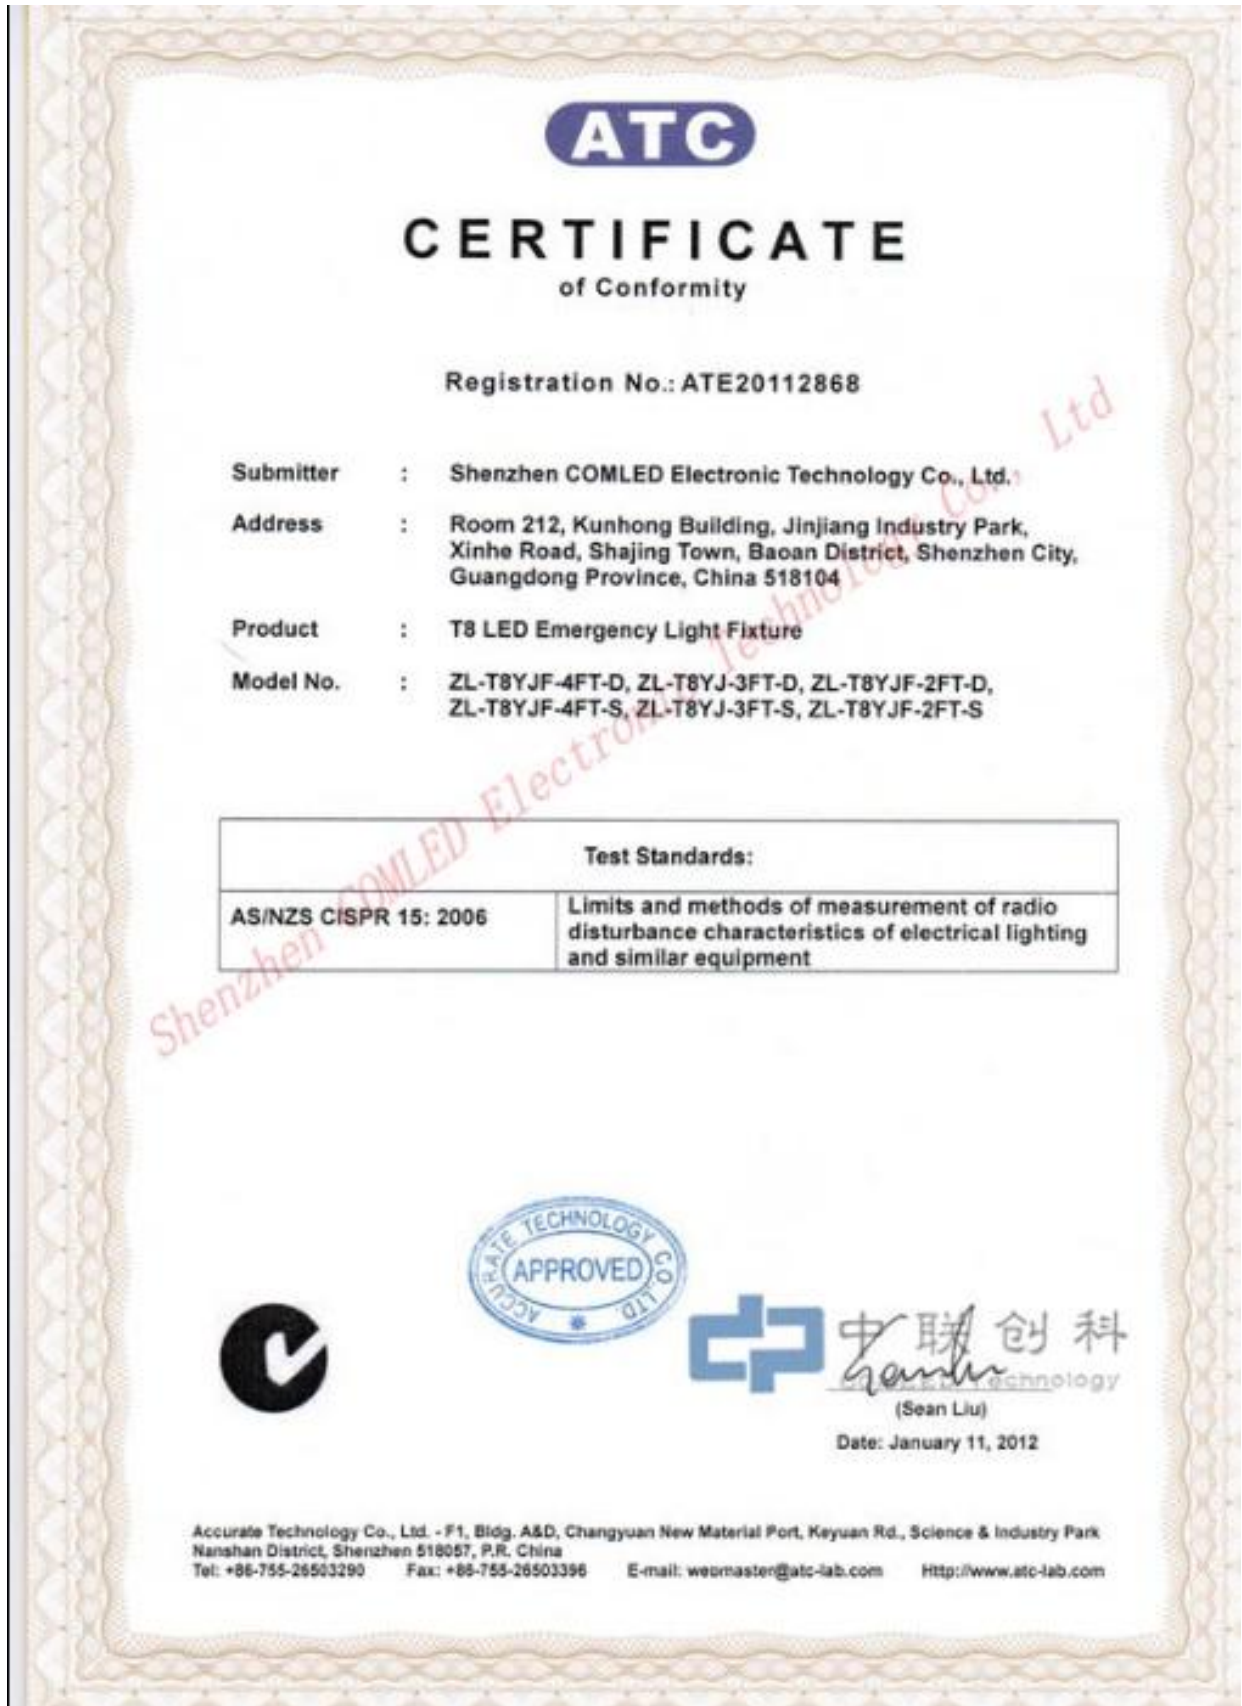 ATC
CERTIFICATE
of Conformity
Registration No.: ATE20112868
Submitter : Shenzhen COMLED Electronic Technology Co., Ltd.
Address : Room 212, Kunhong Building, Jinjiang Industry Park,
Xinhe Road, Shajing Town, Baoan District, Shenzhen City,
Guangdong Province, China 518104
Product : T8 LED Emergency Light Fixture
Model No. : ZL-T8YJF-4FT-D, ZL-T8YJ-3FT-D, ZL-T8YJF-2FT-D,
ZL-T8YJF-4FT-S, ZL-T8YJ-3FT-S, ZL-T8YJF-2FT-S
Shenzhen COMLED Electronic Technology Co., Ltd
Test Standards:
AS/NZS CISPR 15: 2006
Limits and methods of measurement of radio
disturbance characteristics of electrical lighting
and similar equipment
ACCURATE TECHNOLOGY CO.,LTD.
APPROVED
中联创科
COMLED Technology
(Sean Liu)
Date: January 11, 2012
Accurate Technology Co., Ltd. - F1, Bldg. A&D, Changyuan New Material Port, Keyuan Rd., Science & Industry Park
Nanshan District, Shenzhen 518057, P.R. China
Tel: +86-755-26503290 Fax: +86-755-26503396 E-mail: webmaster@atc-lab.com Http://www.atc-lab.com